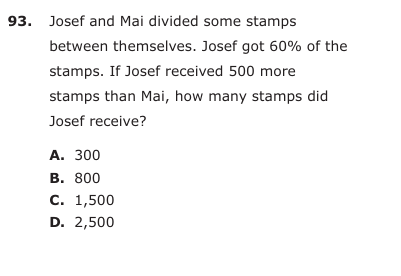 93. Josef and Mai divided some stamps
between themselves. Josef got 60% of the
stamps. If Josef received 500 more
stamps than Mai, how many stamps did
Josef receive?
A. 300
B. 800
C. 1,500
D. 2,500